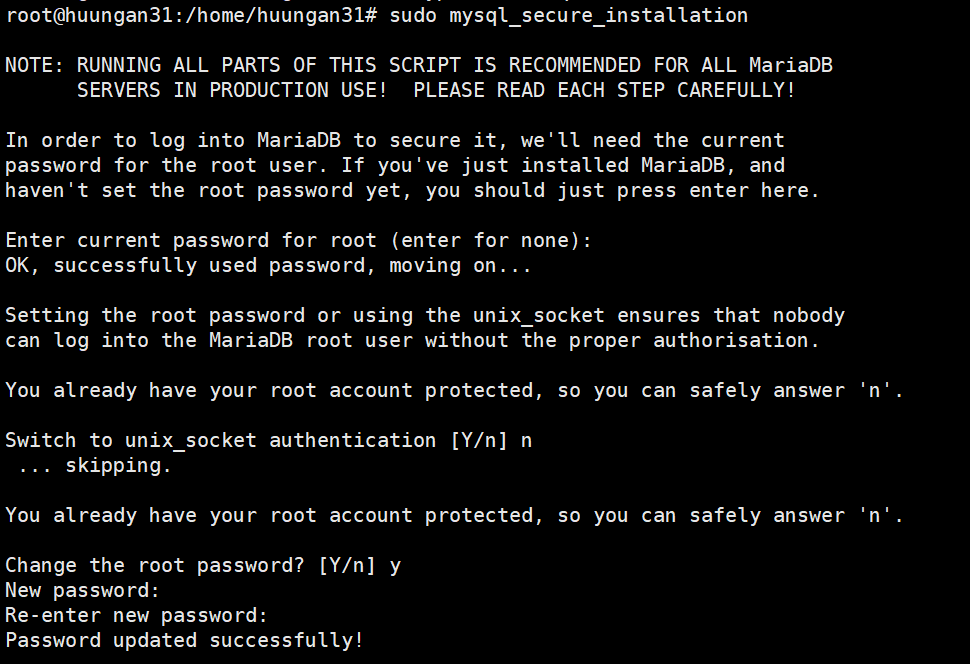 root@huungan31:/home/huungan31# sudo mysql_secure_installation
NOTE: RUNNING ALL PARTS OF THIS SCRIPT IS RECOMMENDED FOR ALL MariaDB
      SERVERS IN PRODUCTION USE!  PLEASE READ EACH STEP CAREFULLY!
In order to log into MariaDB to secure it, we'll need the current
password for the root user. If you've just installed MariaDB, and
haven't set the root password yet, you should just press enter here.
Enter current password for root (enter for none):
OK, successfully used password, moving on...
Setting the root password or using the unix_socket ensures that nobody
can log into the MariaDB root user without the proper authorisation.
You already have your root account protected, so you can safely answer 'n'.
Switch to unix_socket authentication [Y/n] n
 ... skipping.
You already have your root account protected, so you can safely answer 'n'.
Change the root password? [Y/n] y
New password:
Re-enter new password:
Password updated successfully!